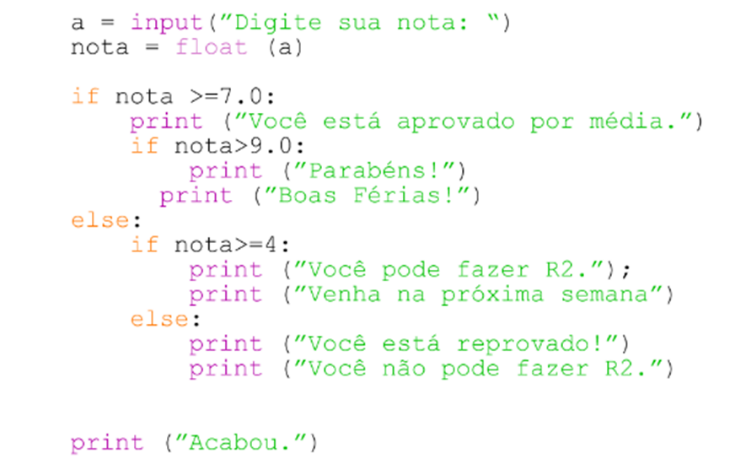 a = input(”Digite sua nota: “)
nota = float (a)
if nota >=7.0:
print (”Você está aprovado por média.”)
if nota>9.0:
print (”Parabéns!”)
print (”Boas Férias!”)
else:
if nota>=4:
print (”Você pode fazer R2.”);
print (”Venha na próxima semana”)
else:
print (”Você está reprovado!”)
print (”Você não pode fazer R2.”)
print (”Acabou.”)